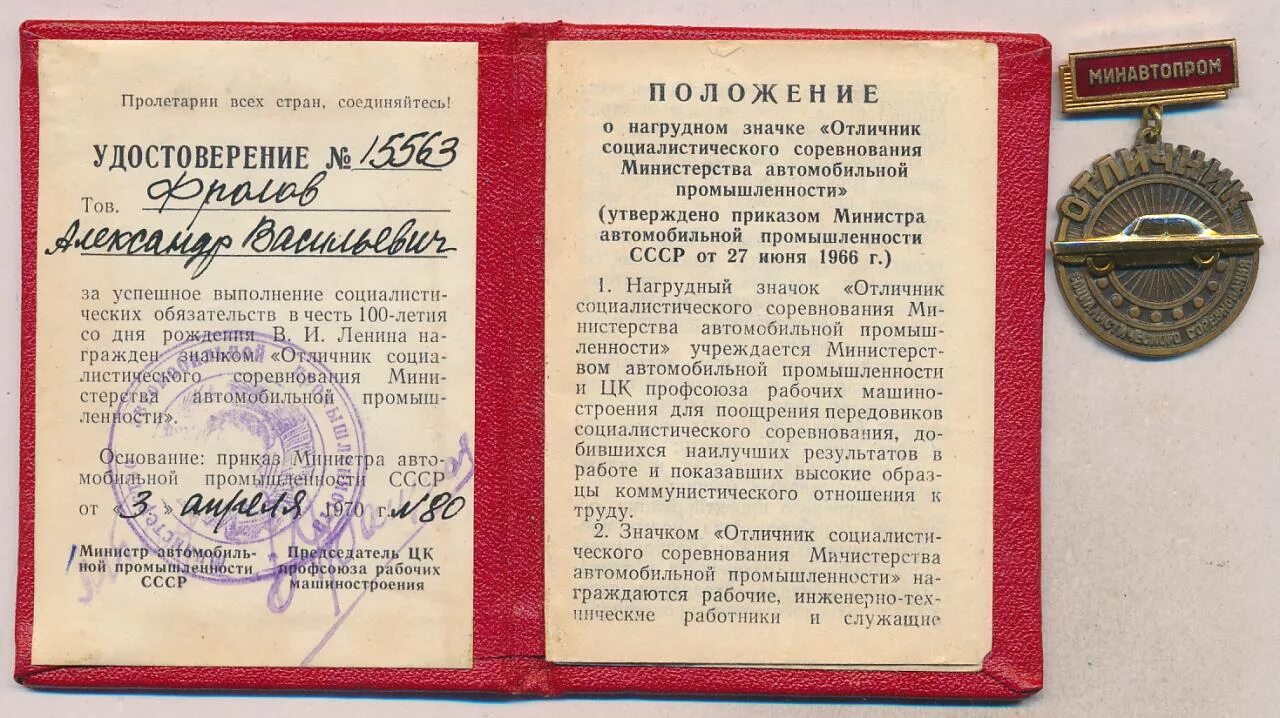 Пролетарии всех стран, соединяйтесь!
УДОСТОВЕРЕНИЕ № 15563
Тов. Фролов
Александр Васильевич
за успешное выполнение социалисти-
ческих обязательств в честь 100-летия
со дня рождения В. И. Ленина на-
гражден значком «Отличник социа-
листического соревнования Мини-
стерства автомобильной промыш-
ленности».
Основание: приказ Министра авто-
мобильной промышленности СССР
от «3» апреля 1970 г. №80
Министр автомобиль-
ной промышленности
СССР
Председатель ЦК
профсоюза рабочих
машиностроения
ПОЛОЖЕНИЕ
о нагрудном значке «Отличник
социалистического соревнования
Министерства автомобильной
промышленности»
(утверждено приказом Министра
автомобильной промышленности
СССР от 27 июня 1966 г.)
1. Нагрудный значок «Отличник
социалистического соревнования Ми-
нистерства автомобильной промыш-
ленности» учреждается Министерст-
вом автомобильной промышленности
и ЦК профсоюза рабочих машино-
строения для поощрения передовиков
социалистического соревнования, до-
бившихся наилучших результатов в
работе и показавших высокие образ-
цы коммунистического отношения к
труду.
2. Значком «Отличник социалисти-
ческого соревнования Министерства
автомобильной промышленности» на-
граждаются рабочие, инженерно-тех-
нические работники и служащие
МИНАВТОПРОМ
ОТЛИЧНИК
СОЦИАЛИСТИЧЕСКОГО СОРЕВНОВАНИЯ